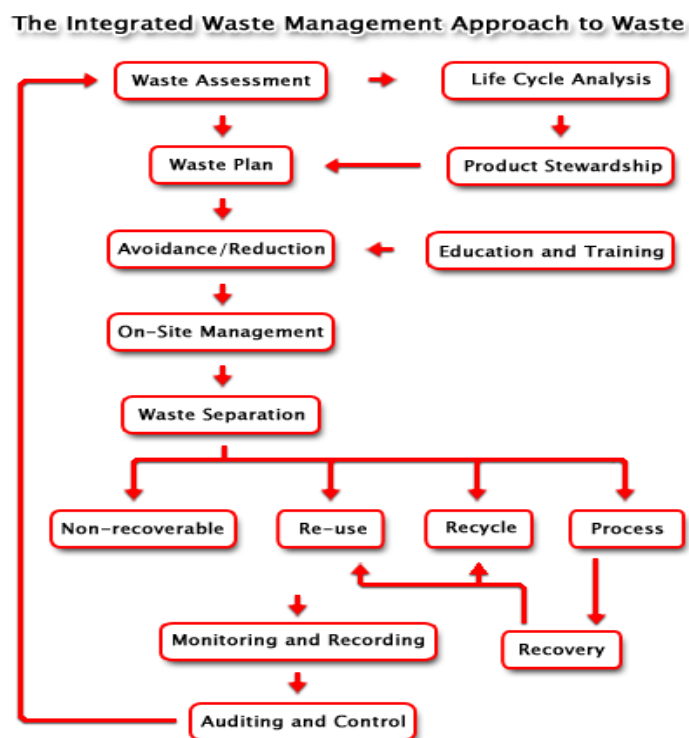 The Integrated Waste Management Approach to Waste
Waste Assessment
Life Cycle Analysis
Waste Plan
Product Stewardship
Avoidance/Reduction
Education and Training
On-Site Management
Waste Separation
Non-recoverable
Re-use
Recycle
Process
Monitoring and Recording
Recovery
Auditing and Control